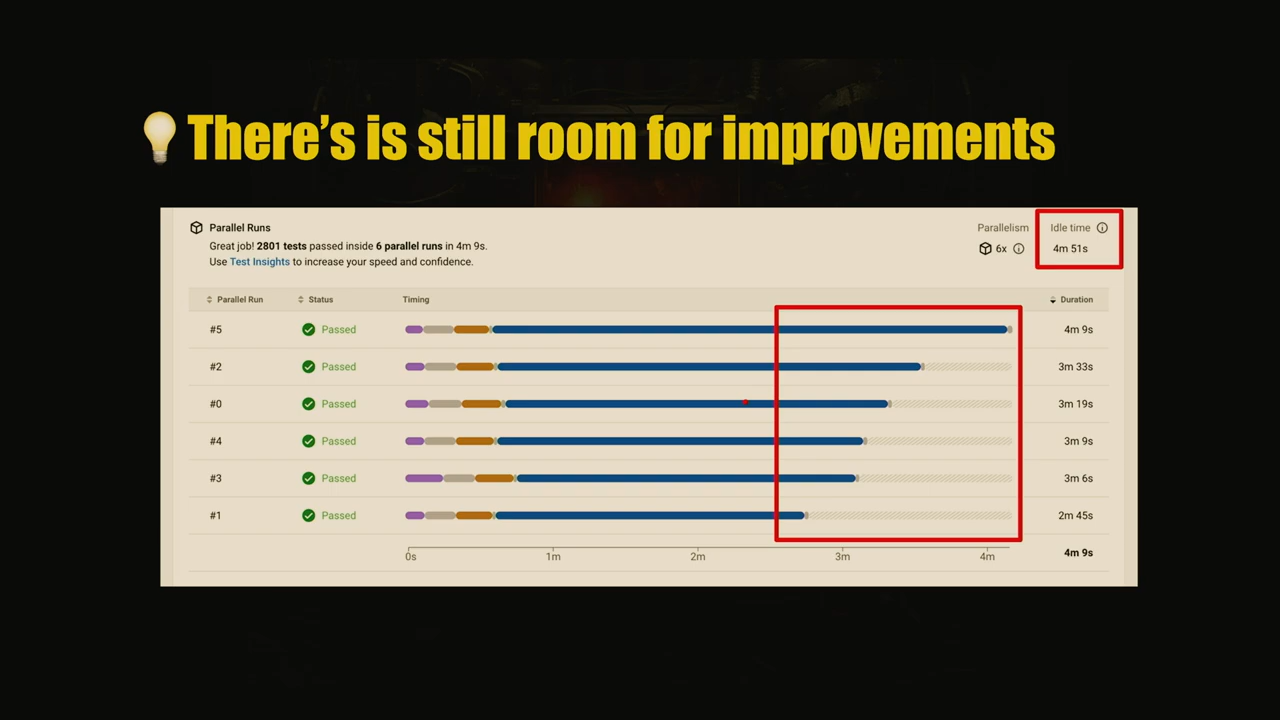 There's is still room for improvements
Parallel Runs
Great job! 2801 tests passed inside 6 parallel runs in 4m 9s.
Use Test Insights to increase your speed and confidence.
Parallelism
6x
Idle time
4m 51s
Parallel Run Status Timing Duration
#5 Passed 4m 9s
#2 Passed 3m 33s
#0 Passed 3m 19s
#4 Passed 3m 9s
#3 Passed 3m 6s
#1 Passed 2m 45s
0s 1m 2m 3m 4m 4m 9s